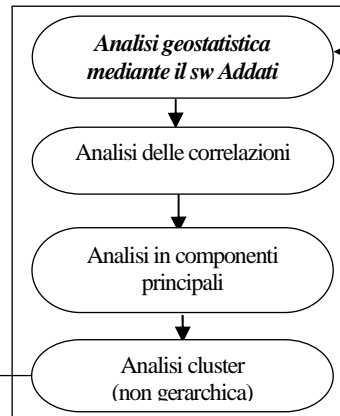 Analisi geostatistica
mediante il sw Addati
Analisi delle correlazioni
Analisi in componenti
principali
Analisi cluster
(non gerarchica)